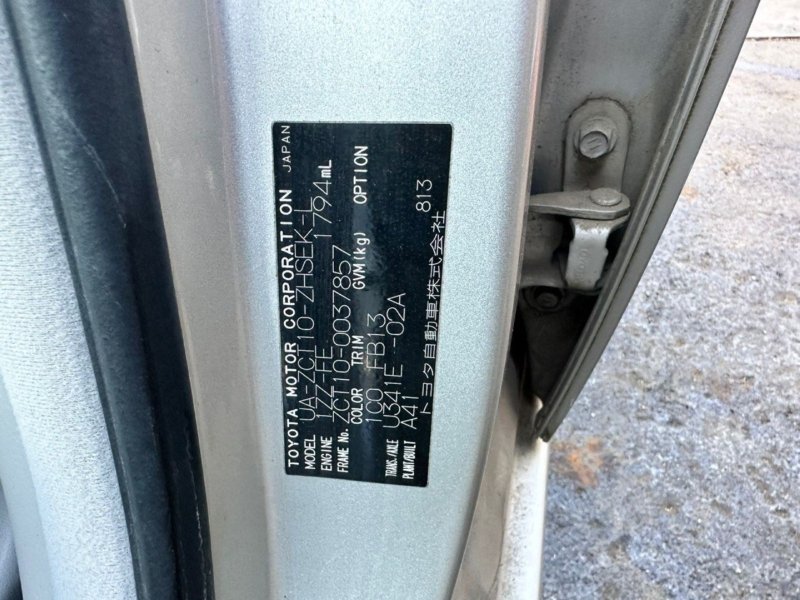 TOYOTA MOTOR CORPORATION JAPAN
MODEL UA-ZCT10-ZHSEK-L
ENGINE 1ZZ-FE 1794mL
FRAME No. ZCT10-0037857
COLOR TRIM GVM(kg) OPTION
1C0 FB13
TRANS./AXLE U341E -02A
PLANT/BUILT A41 813
トヨタ自動車株式会社